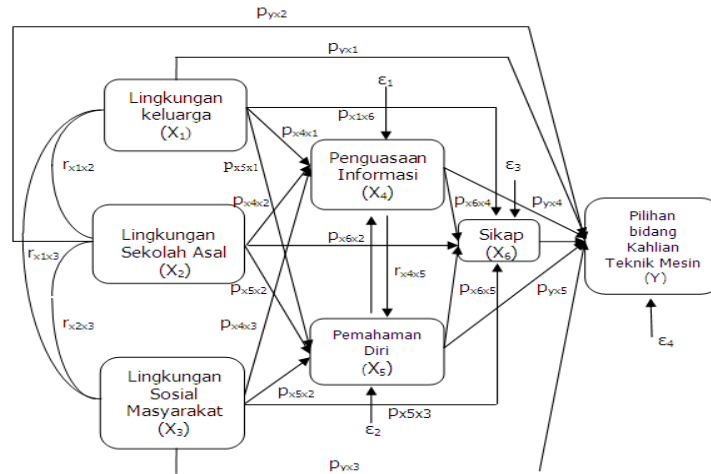 pyx2
pyx1
Lingkungan
keluarga
(X1)
ε1
px4x1
px1x6
rx1x2
px5x1
Penguasaan
Informasi
(X4)
ε3
px4x2
px6x4
pyx4
Pilihan
bidang
Kahlian
Teknik Mesin
(Y)
Lingkungan
Sekolah Asal
(X2)
px6x2
Sikap
(X6)
rx1x3
rx4x5
px5x2
px6x5
pyx5
rx2x3
px4x3
Pemahaman
Diri
(X5)
ε4
Lingkungan
Sosial
Masyarakat
(X3)
px5x2
px5x3
ε2
pyx3